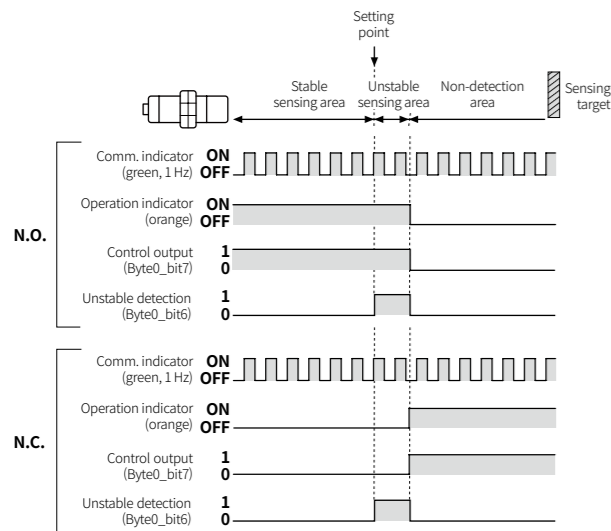 Setting
point
Stable
sensing area
Unstable
sensing area
Non-detection
area
Sensing
target
N.O.
Comm. indicator
(green, 1 Hz)
ON
OFF
Operation indicator
(orange)
ON
OFF
Control output
(Byte0_bit7)
1
0
Unstable detection
(Byte0_bit6)
1
0
N.C.
Comm. indicator
(green, 1 Hz)
ON
OFF
Operation indicator
(orange)
ON
OFF
Control output
(Byte0_bit7)
1
0
Unstable detection
(Byte0_bit6)
1
0